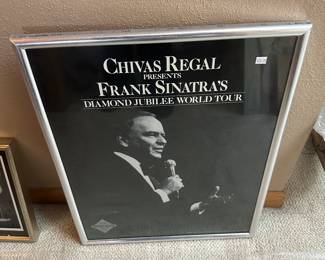 CHIVAS REGAL
PRESENTS
FRANK SINATRA'S
DIAMOND JUBILEE WORLD TOUR